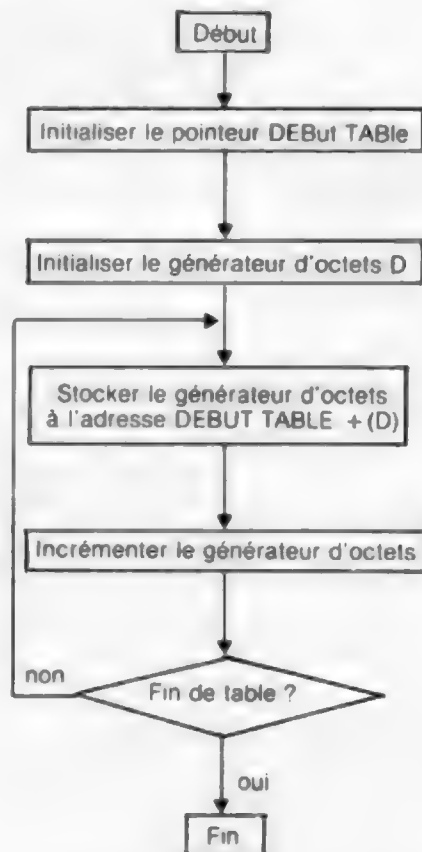 Début
Initialiser le pointeur DEBut TABle
Initialiser le générateur d'octets D
Stocker le générateur d'octets
à l'adresse DEBUT TABLE + (D)
Incrémenter le générateur d'octets
non
Fin de table ?
oui
Fin